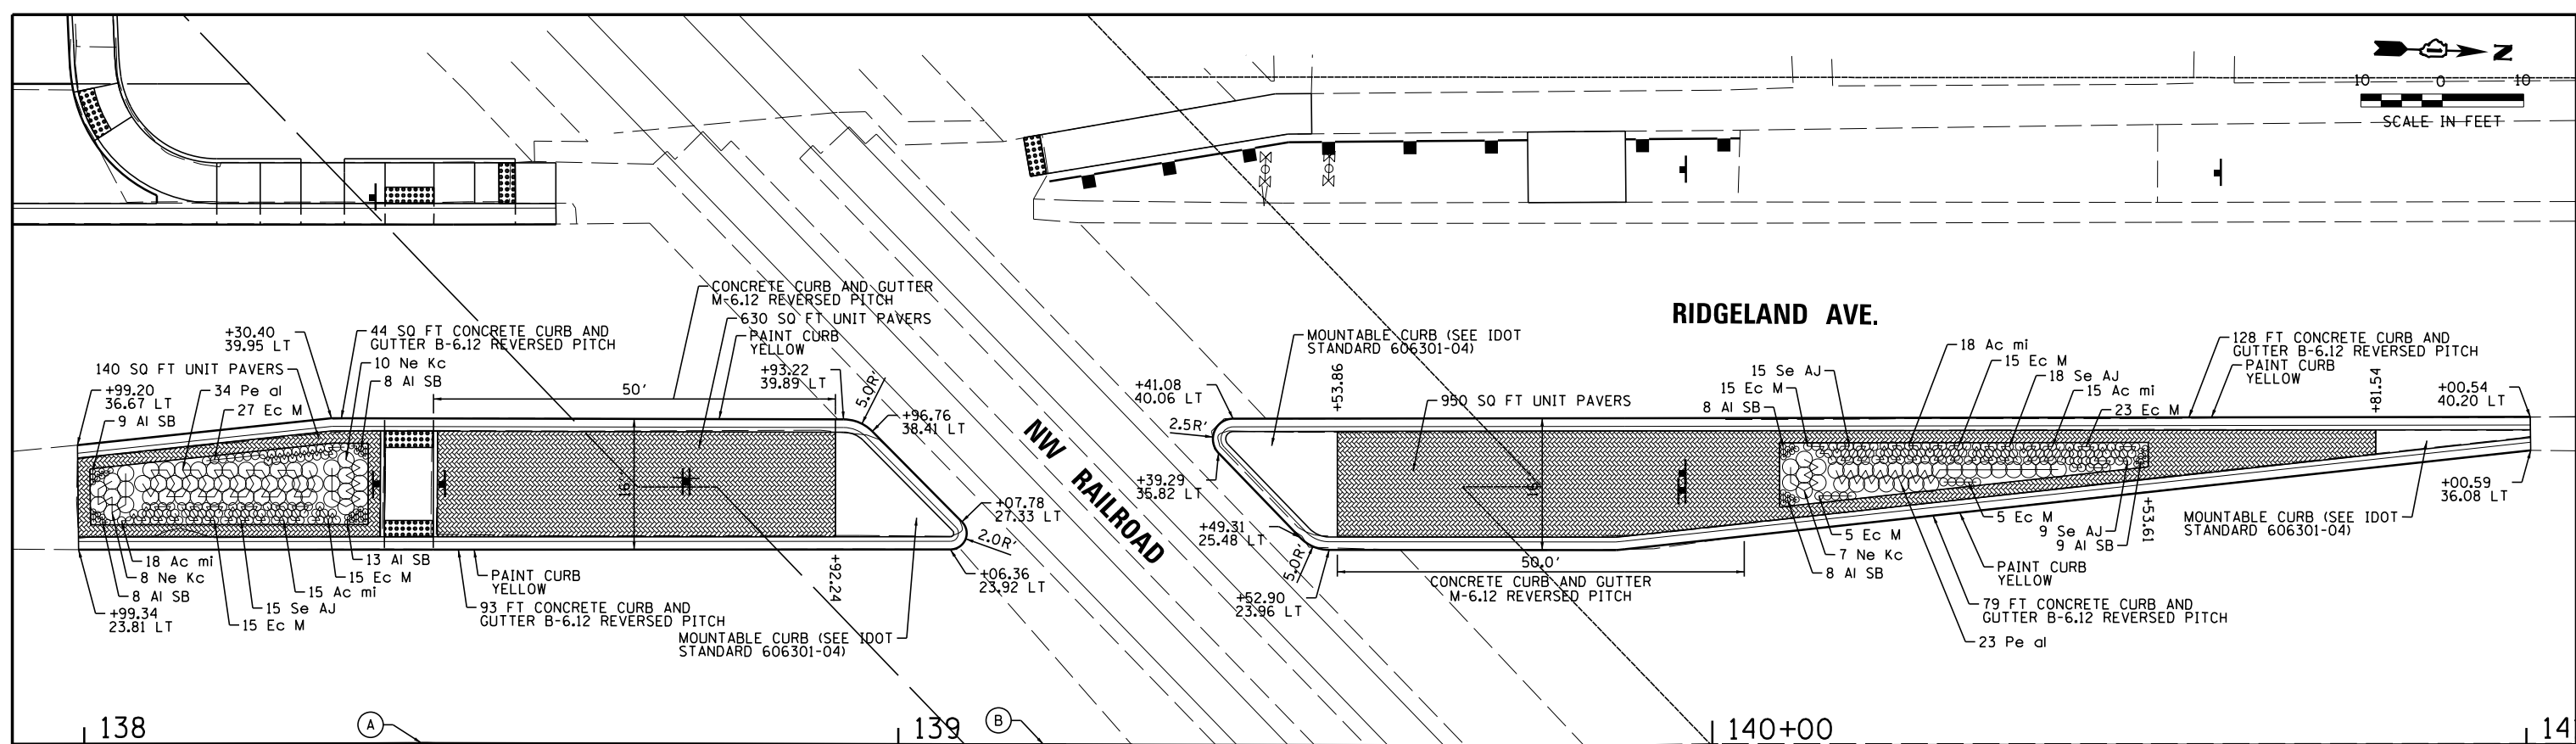 N
10 0 10
SCALE IN FEET
RIDGELAND AVE.
NW RAILROAD
CONCRETE CURB AND GUTTER
M-6.12 REVERSED PITCH
630 SQ FT UNIT PAVERS
PAINT CURB
YELLOW
+30.40
39.95 LT
44 SQ FT CONCRETE CURB AND
GUTTER B-6.12 REVERSED PITCH
10 Ne Kc
8 Al SB
140 SQ FT UNIT PAVERS
34 Pe al
27 Ec M
+99.20
36.67 LT
9 Al SB
50'
+93.22
39.89 LT
5.0R'
+96.76
38.41 LT
16'
+07.78
27.33 LT
2.0R'
+06.36
23.92 LT
+92.24
18 Ac mi
8 Ne Kc
8 Al SB
+99.34
23.81 LT
13 Al SB
15 Ec M
15 Ac mi
15 Se AJ
15 Ec M
PAINT CURB
YELLOW
93 FT CONCRETE CURB AND
GUTTER B-6.12 REVERSED PITCH
MOUNTABLE CURB (SEE IDOT
STANDARD 606301-04)
MOUNTABLE CURB (SEE IDOT
STANDARD 606301-04)
+41.08
40.06 LT
+53.86
2.5R'
950 SQ FT UNIT PAVERS
+39.29
35.82 LT
+49.31
25.48 LT
5.0R'
+52.90
23.96 LT
16'
50.0'
CONCRETE CURB AND GUTTER
M-6.12 REVERSED PITCH
18 Ac mi
15 Ec M
15 Se AJ
15 Ec M
8 Al SB
18 Se AJ
15 Ac mi
23 Ec M
128 FT CONCRETE CURB AND
GUTTER B-6.12 REVERSED PITCH
PAINT CURB
YELLOW
+81.54
+00.54
40.20 LT
+00.59
36.08 LT
MOUNTABLE CURB (SEE IDOT
STANDARD 606301-04)
5 Ec M
9 Se AJ
9 Al SB
+53.61
5 Ec M
7 Ne Kc
8 Al SB
PAINT CURB
YELLOW
79 FT CONCRETE CURB AND
GUTTER B-6.12 REVERSED PITCH
23 Pe al
138 A 139 B 140+00 14